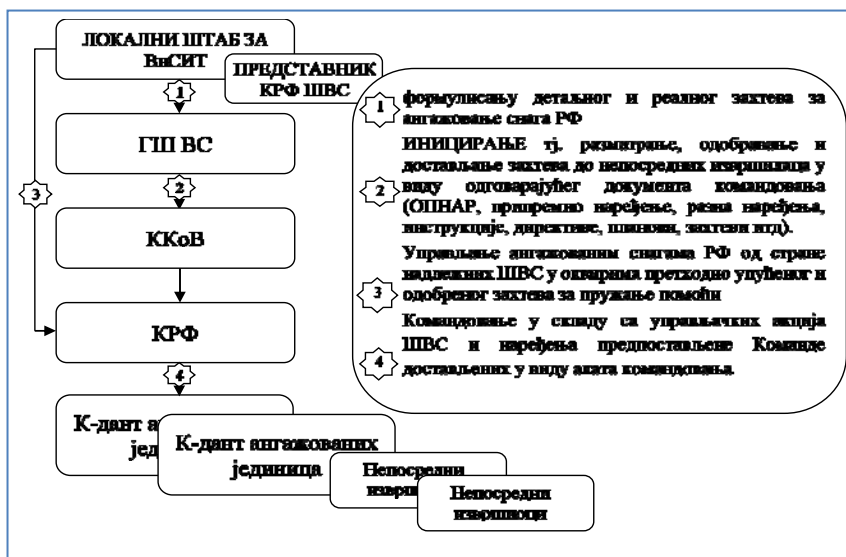 ЛОКАЛНИ ШТАБ ЗА
ВнСИТ
ПРЕДСТАВНИК
КРФ ШВС
1
ГШ ВС
2
3
ККоВ
КРФ
4
К-дант
јед
К-дант ангажованих
јединица
Непосредни
Непосредни
извршиоци
1
формулисању детаљног и реалног захтева за
ангажовање снага РФ
ИНИЦИРАЊЕ тј. разматрање, одобравање и
достављање захтева до непосредних извршилаца у
2
виду одговарајућег документа командовања
(ОПНАР, припремно наређење, разна наређења,
инструкције, директиве, планови, захтеви итд).
Управљање ангажованим снагама РФ од стране
надлежних ШВС у оквирима претходно упућеног и
3
одобреног захтева за пружање помоћи
Командовање у складу са управљачких акција
4
ШВС и наређења предпостављене Команде
достављених у виду аката командовања.